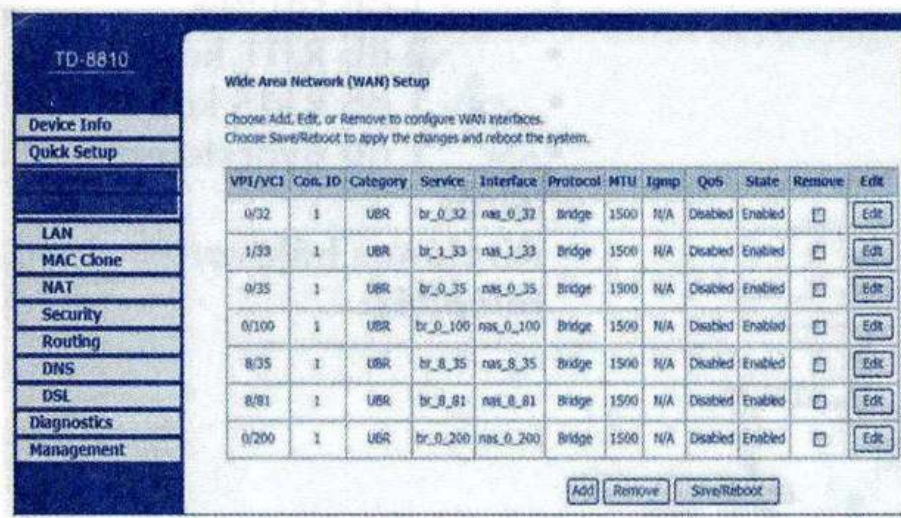 TD-8810
Device Info
Quick Setup
LAN
MAC Clone
NAT
Security
Routing
DNS
DSL
Diagnostics
Management
Wide Area Network (WAN) Setup
Choose Add, Edit, or Remove to configure WAN interfaces.
Choose Save/Reboot to apply the changes and reboot the system.
VPI/VCI Con. ID Category Service Interface Protocol MTU Igmp QoS State Remove Edit
0/32 1 UBR br_0_32 nas_0_32 Bridge 1500 N/A Disabled Enabled Edit
1/33 1 UBR br_1_33 nas_1_33 Bridge 1500 N/A Disabled Enabled Edit
0/35 1 UBR br_0_35 nas_0_35 Bridge 1500 N/A Disabled Enabled Edit
0/100 1 UBR br_0_100 nas_0_100 Bridge 1500 N/A Disabled Enabled Edit
8/35 1 UBR br_8_35 nas_8_35 Bridge 1500 N/A Disabled Enabled Edit
8/81 1 UBR br_8_81 nas_8_81 Bridge 1500 N/A Disabled Enabled Edit
0/200 1 UBR br_0_200 nas_0_200 Bridge 1500 N/A Disabled Enabled Edit
Add Remove Save/Reboot